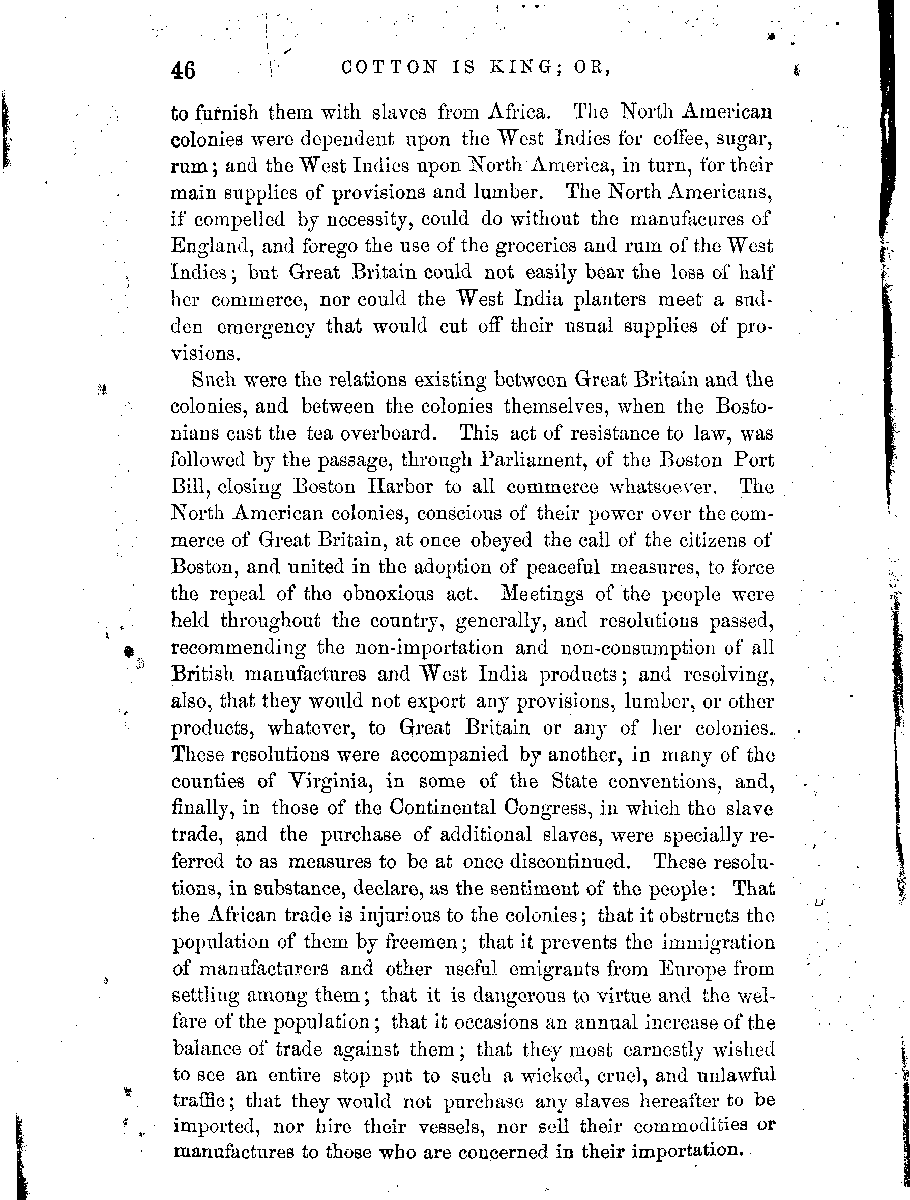 46 COTTON IS KING; OR,
to furnish them with slaves from Africa. The North American
colonies were dependent upon the West Indies for coffee, sugar,
rum; and the West Indies upon North America, in turn, for their
main supplies of provisions and lumber. The North Americans,
if compelled by necessity, could do without the manufacures of
England, and forego the use of the groceries and rum of the West
Indies; but Great Britain could not easily bear the loss of half
her commerce, nor could the West India planters meet a sud-
den emergency that would cut off their usual supplies of pro-
visions.
Such were the relations existing between Great Britain and the
colonies, and between the colonies themselves, when the Bosto-
nians cast the tea overboard. This act of resistance to law, was
followed by the passage, through Parliament, of the Boston Port
Bill, closing Boston Harbor to all commerce whatsoever. The
North American colonies, conscious of their power over the com-
merce of Great Britain, at once obeyed the call of the citizens of
Boston, and united in the adoption of peaceful measures, to force
the repeal of the obnoxious act. Meetings of the people were
held throughout the country, generally, and resolutions passed,
recommending the non-importation and non-consumption of all
British manufactures and West India products; and resolving,
also, that they would not export any provisions, lumber, or other
products, whatever, to Great Britain or any of her colonies.
These resolutions were accompanied by another, in many of the
counties of Virginia, in some of the State conventions, and,
finally, in those of the Continental Congress, in which the slave
trade, and the purchase of additional slaves, were specially re-
ferred to as measures to be at once discontinued. These resolu-
tions, in substance, declare, as the sentiment of the people: That
the African trade is injurious to the colonies; that it obstructs the
population of them by freemen; that it prevents the immigration
of manufacturers and other useful emigrants from Europe from
settling among them; that it is dangerous to virtue and the wel-
fare of the population; that it occasions an annual increase of the
balance of trade against them; that they most earnestly wished
to see an entire stop put to such a wicked, cruel, and unlawful
traffic; that they would not purchase any slaves hereafter to be
imported, nor hire their vessels, nor sell their commodities or
manufactures to those who are concerned in their importation.